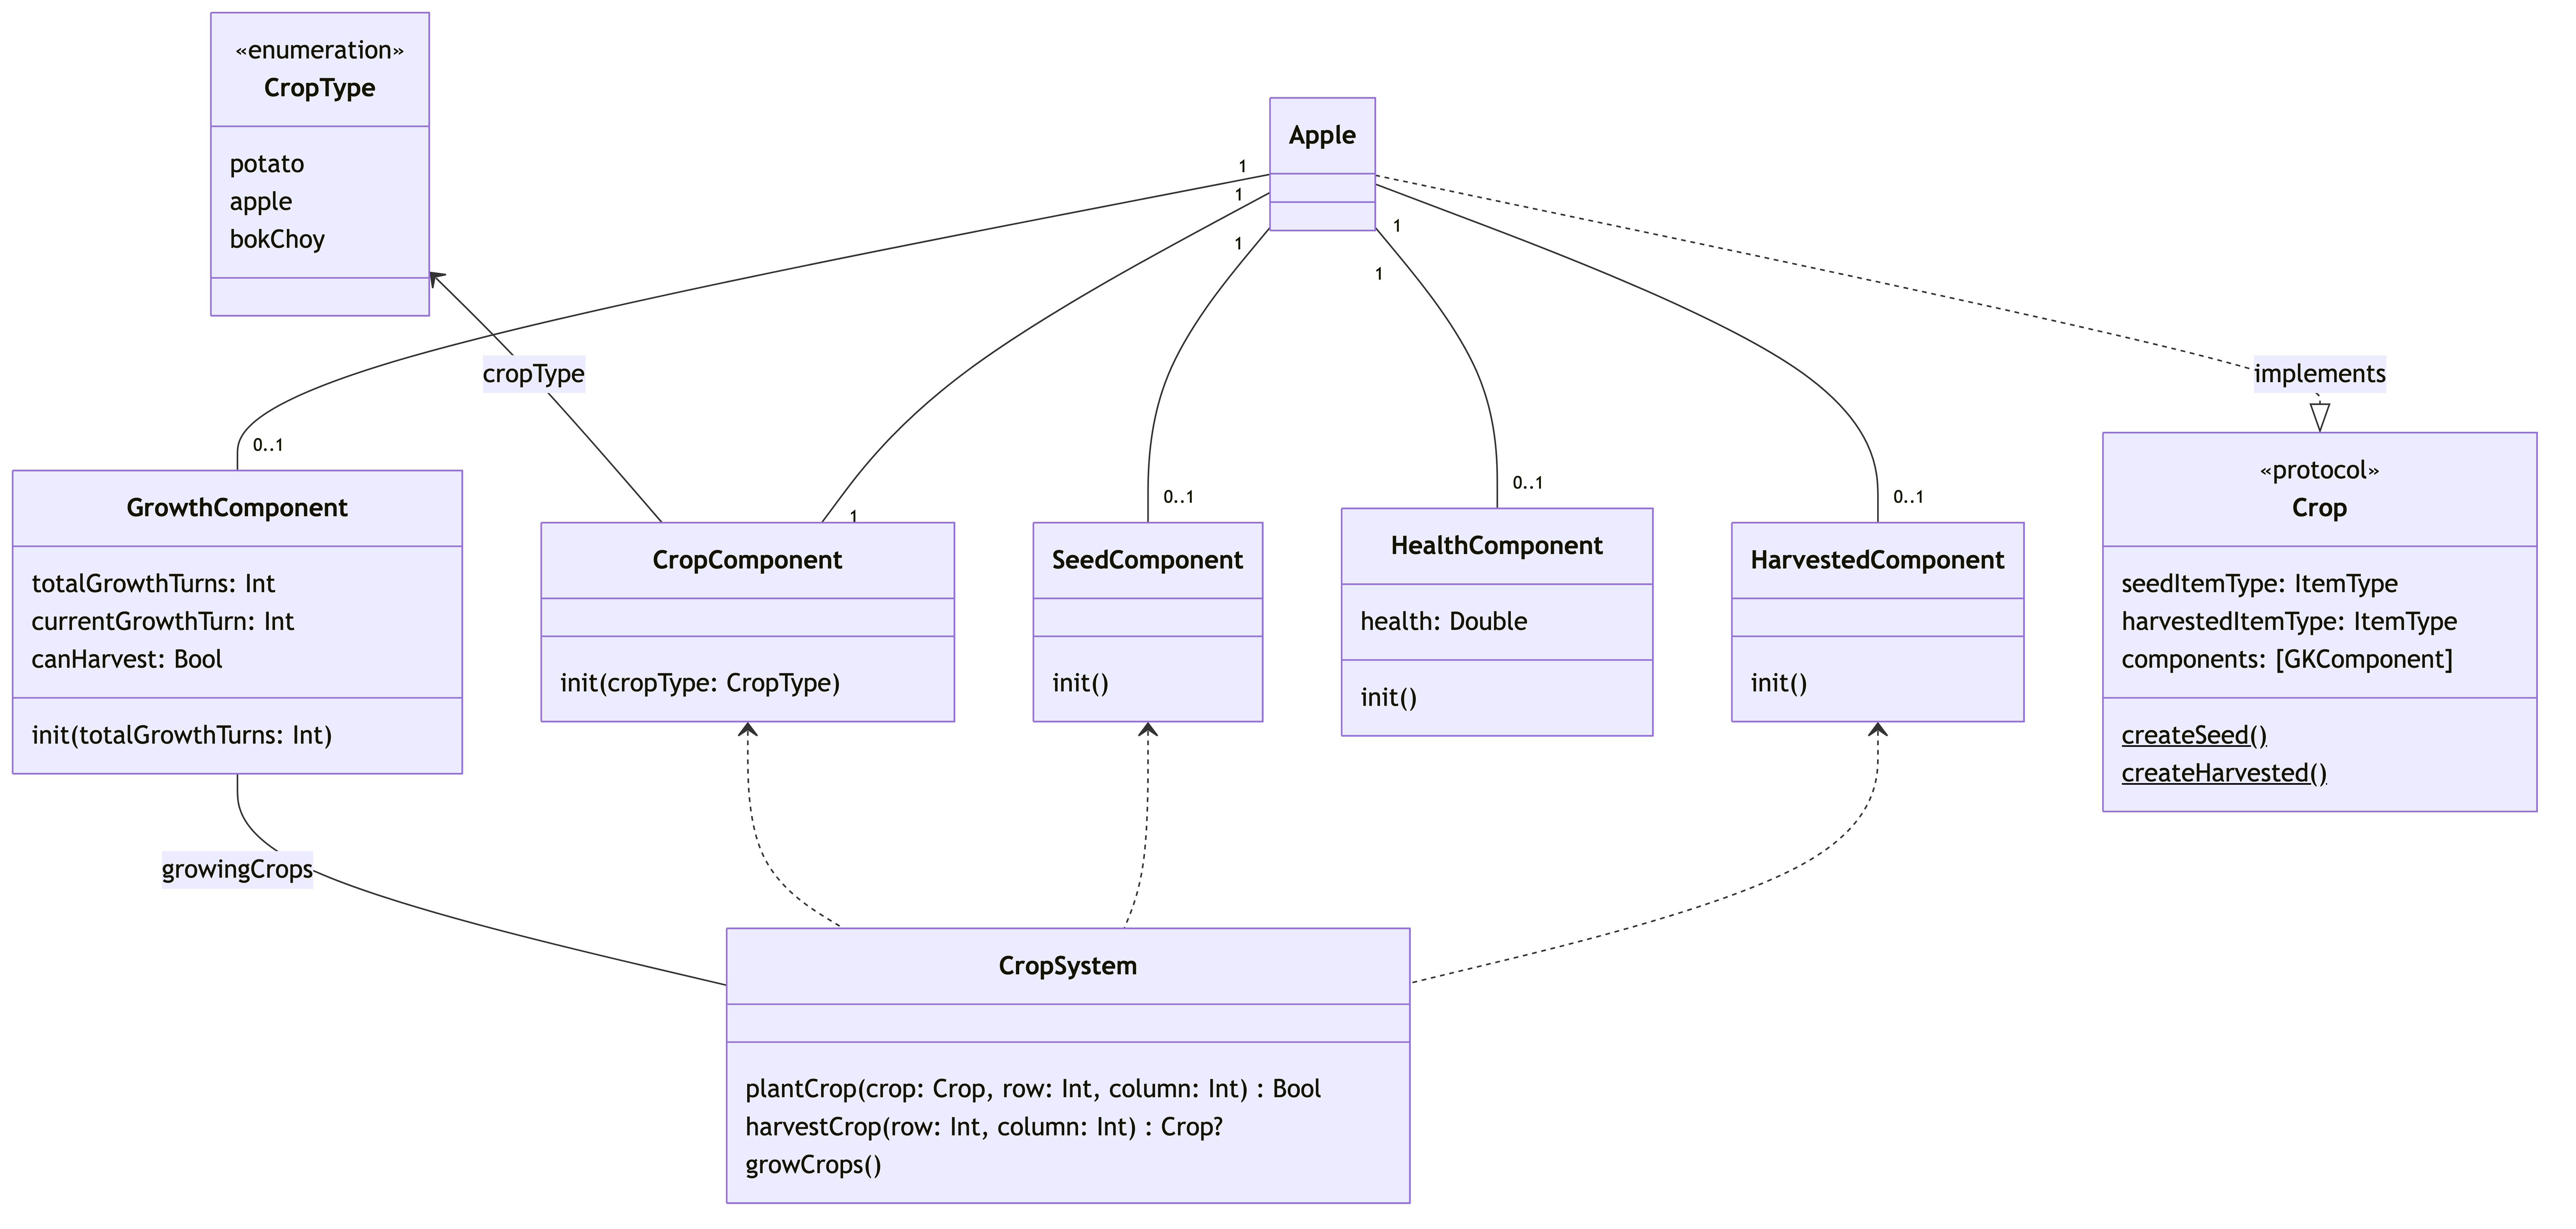 «enumeration»
CropType
potato
apple
bokChoy
Apple
1
1
1
1
1
cropType
implements
0..1
GrowthComponent
totalGrowthTurns: Int
currentGrowthTurn: Int
canHarvest: Bool
init(totalGrowthTurns: Int)
1
CropComponent
init(cropType: CropType)
0..1
SeedComponent
init()
0..1
HealthComponent
health: Double
init()
0..1
HarvestedComponent
init()
«protocol»
Crop
seedItemType: ItemType
harvestedItemType: ItemType
components: [GKComponent]
createSeed()
createHarvested()
growingCrops
CropSystem
plantCrop(crop: Crop, row: Int, column: Int) : Bool
harvestCrop(row: Int, column: Int) : Crop?
growCrops()